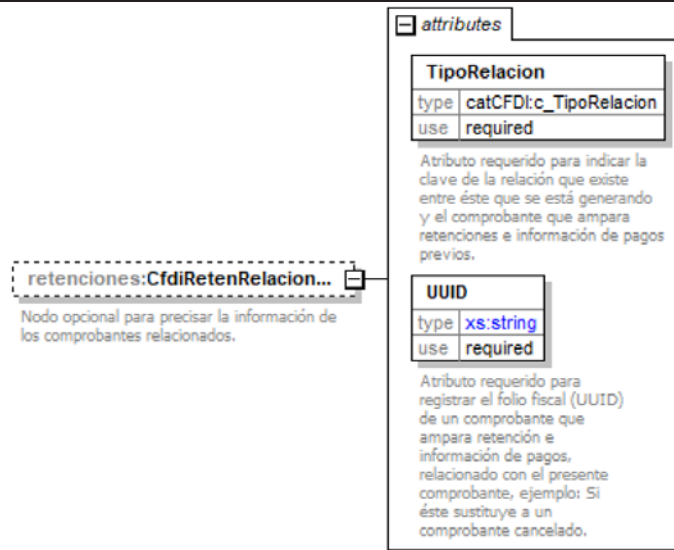 attributes
TipoRelacion
type catCFDI:c_TipoRelacion
use required
Atributo requerido para indicar la
clave de la relación que existe
entre éste que se está generando
y el comprobante que ampara
retenciones e información de pagos
previos.
retenciones:CfdiRetenRelacion...
Nodo opcional para precisar la información de
los comprobantes relacionados.
UUID
type xs:string
use required
Atributo requerido para
registrar el folio fiscal (UUID)
de un comprobante que
ampara retención e
información de pagos,
relacionado con el presente
comprobante, ejemplo: Si
éste sustituye a un
comprobante cancelado.